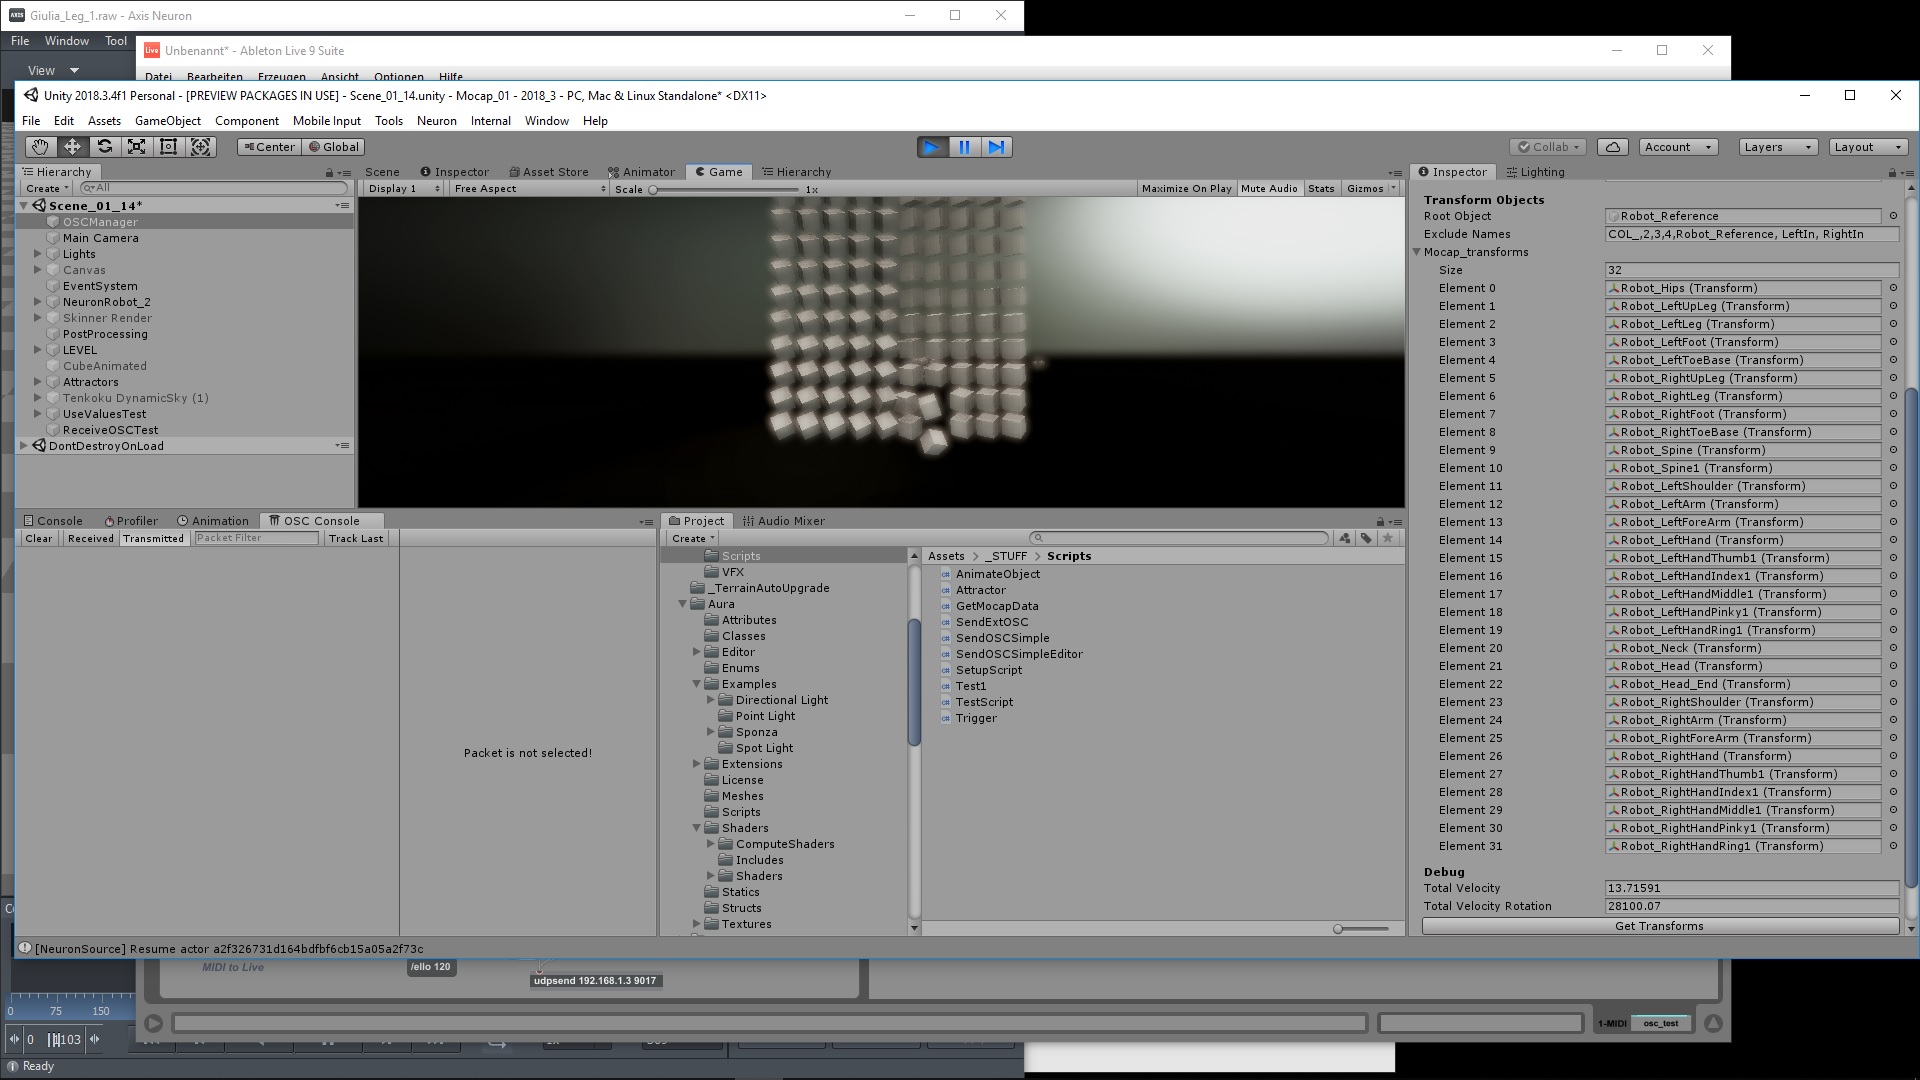 Giulia_Leg_1.raw - Axis Neuron
File Window Tool
View
Unbenannt* - Ableton Live 9 Suite
Datei Bearbeiten Erzeugen Ansicht Optionen Hilfe
Unity 2018.3.4f1 Personal - [PREVIEW PACKAGES IN USE] - Scene_01_14.unity - Mocap_01 - 2018_3 - PC, Mac & Linux Standalone* <DX11>
File Edit Assets GameObject Component Mobile Input Tools Neuron Internal Window Help
Center Global Collab Account Layers Layout
Hierarchy
Create All
Scene_01_14*
OSCManager
Main Camera
Lights
Canvas
EventSystem
NeuronRobot_2
Skinner Render
PostProcessing
LEVEL
CubeAnimated
Attractors
Tenkoku DynamicSky (1)
UseValuesTest
ReceiveOSCTest
DontDestroyOnLoad
Scene Inspector Asset Store Animator Game Hierarchy
Display 1 Free Aspect Scale 1x Maximize On Play Mute Audio Stats Gizmos
Console Profiler Animation OSC Console
Clear Received Transmitted Packet Filter Track Last
Packet is not selected!
Project Audio Mixer
Create
Scripts
VFX
_TerrainAutoUpgrade
Aura
Attributes
Classes
Editor
Enums
Examples
Directional Light
Point Light
Sponza
Spot Light
Extensions
License
Meshes
Scripts
Shaders
ComputeShaders
Includes
Shaders
Statics
Structs
Textures
Assets > _STUFF > Scripts
AnimateObject
Attractor
GetMocapData
SendExtOSC
SendOSCSimple
SendOSCSimpleEditor
SetupScript
Test1
TestScript
Trigger
Inspector Lighting
Transform Objects
Root Object Robot_Reference
Exclude Names COL_,2,3,4,Robot_Reference, LeftIn, RightIn
Mocap_transforms
Size 32
Element 0 Robot_Hips (Transform)
Element 1 Robot_LeftUpLeg (Transform)
Element 2 Robot_LeftLeg (Transform)
Element 3 Robot_LeftFoot (Transform)
Element 4 Robot_LeftToeBase (Transform)
Element 5 Robot_RightUpLeg (Transform)
Element 6 Robot_RightLeg (Transform)
Element 7 Robot_RightFoot (Transform)
Element 8 Robot_RightToeBase (Transform)
Element 9 Robot_Spine (Transform)
Element 10 Robot_Spine1 (Transform)
Element 11 Robot_LeftShoulder (Transform)
Element 12 Robot_LeftArm (Transform)
Element 13 Robot_LeftForeArm (Transform)
Element 14 Robot_LeftHand (Transform)
Element 15 Robot_LeftHandThumb1 (Transform)
Element 16 Robot_LeftHandIndex1 (Transform)
Element 17 Robot_LeftHandMiddle1 (Transform)
Element 18 Robot_LeftHandPinky1 (Transform)
Element 19 Robot_LeftHandRing1 (Transform)
Element 20 Robot_Neck (Transform)
Element 21 Robot_Head (Transform)
Element 22 Robot_Head_End (Transform)
Element 23 Robot_RightShoulder (Transform)
Element 24 Robot_RightArm (Transform)
Element 25 Robot_RightForeArm (Transform)
Element 26 Robot_RightHand (Transform)
Element 27 Robot_RightHandThumb1 (Transform)
Element 28 Robot_RightHandIndex1 (Transform)
Element 29 Robot_RightHandMiddle1 (Transform)
Element 30 Robot_RightHandPinky1 (Transform)
Element 31 Robot_RightHandRing1 (Transform)
Debug
Total Velocity 13.71591
Total Velocity Rotation 28100.07
Get Transforms
[NeuronSource] Resume actor a2f326731d164bdfbf6cb15a05a2f73c
MIDI to Live /ello 120
udpsend 192.168.1.3 9017
0 75 150
0 103
1-MIDI osc_test
Ready